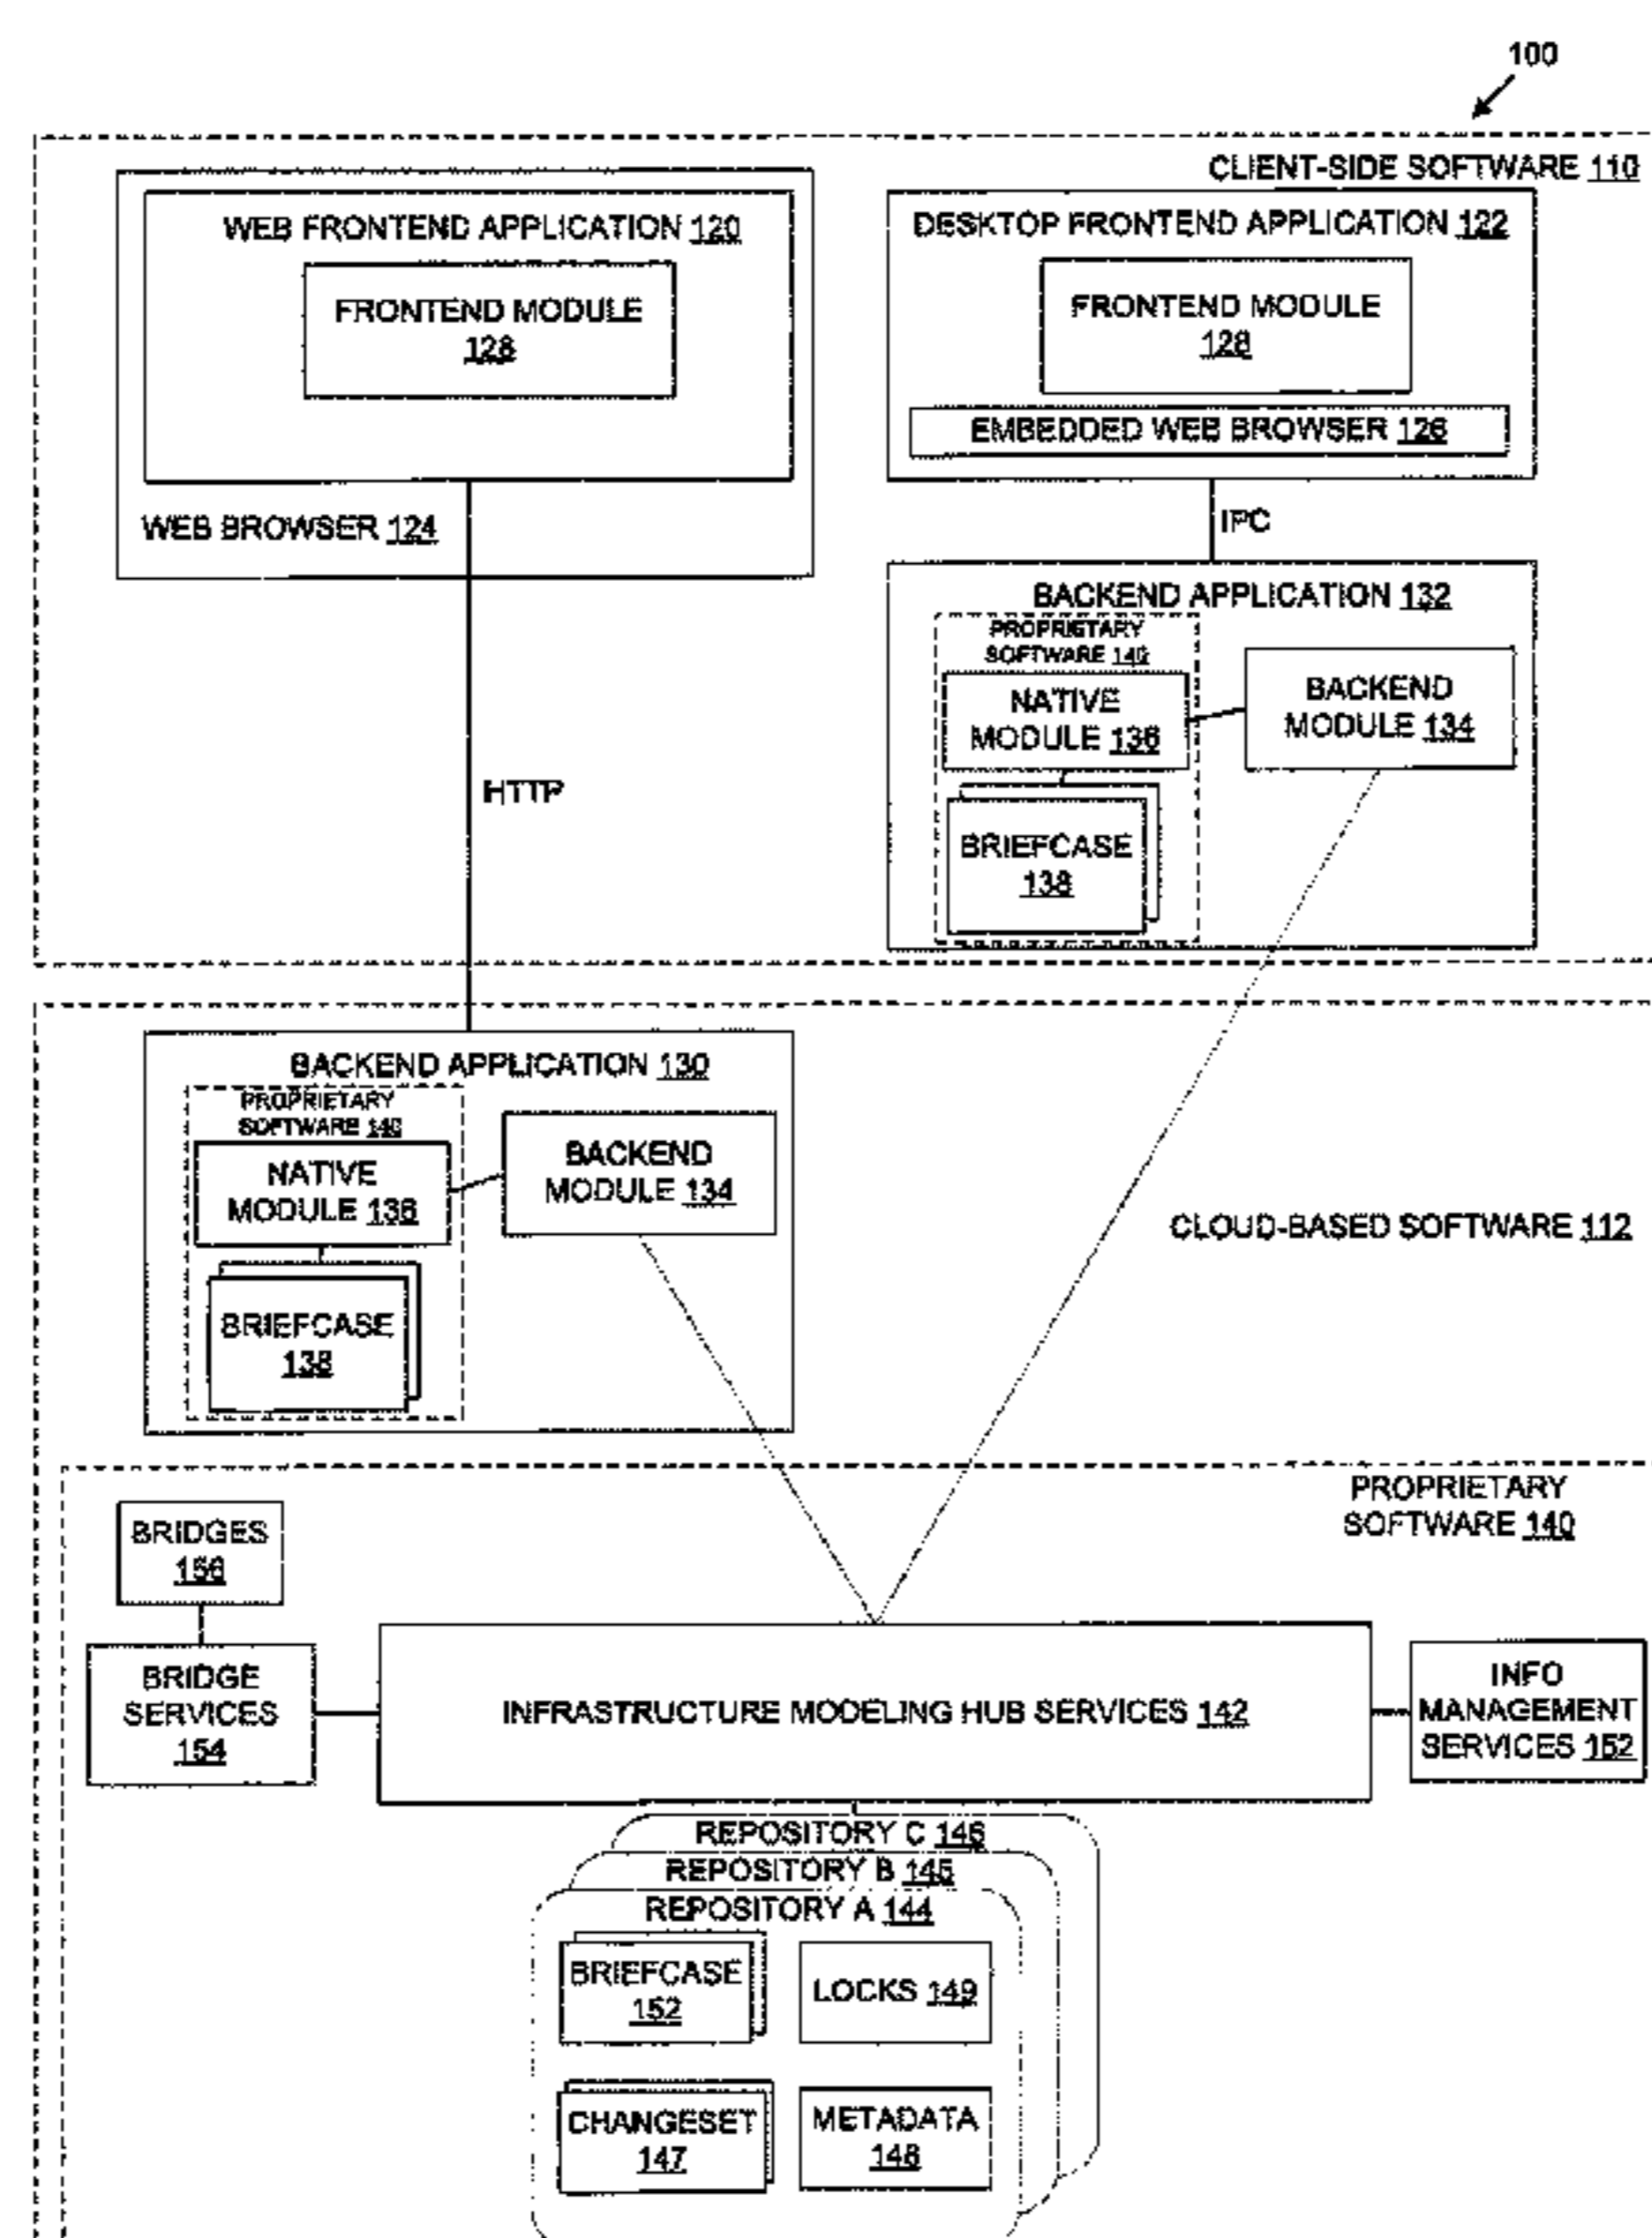 100
CLIENT-SIDE SOFTWARE 110
WEB FRONTEND APPLICATION 120
FRONTEND MODULE
128
WEB BROWSER 124
DESKTOP FRONTEND APPLICATION 122
FRONTEND MODULE
128
EMBEDDED WEB BROWSER 126
IPC
BACKEND APPLICATION 132
PROPRIETARY
SOFTWARE 140
NATIVE
MODULE 136
BACKEND
MODULE 134
BRIEFCASE
138
HTTP
BACKEND APPLICATION 130
PROPRIETARY
SOFTWARE 140
NATIVE
MODULE 136
BACKEND
MODULE 134
BRIEFCASE
138
CLOUD-BASED SOFTWARE 112
PROPRIETARY
SOFTWARE 140
BRIDGES
156
BRIDGE
SERVICES
154
INFRASTRUCTURE MODELING HUB SERVICES 142
INFO
MANAGEMENT
SERVICES 152
REPOSITORY C 146
REPOSITORY B 145
REPOSITORY A 144
BRIEFCASE
152
LOCKS 149
CHANGESET
147
METADATA
148